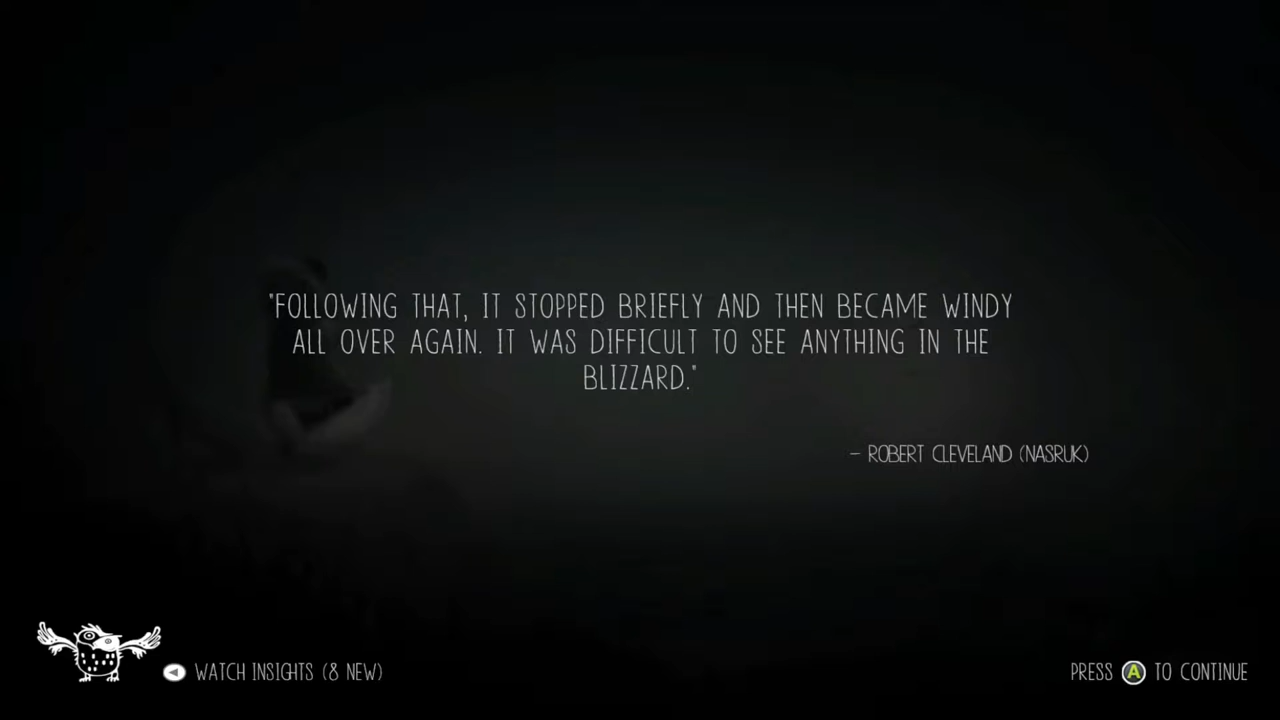 "FOLLOWING THAT, IT STOPPED BRIEFLY AND THEN BECAME WINDY
ALL OVER AGAIN. IT WAS DIFFICULT TO SEE ANYTHING IN THE
BLIZZARD."
– ROBERT CLEVELAND (NASRUK)
WATCH INSIGHTS (8 NEW)
PRESS A TO CONTINUE